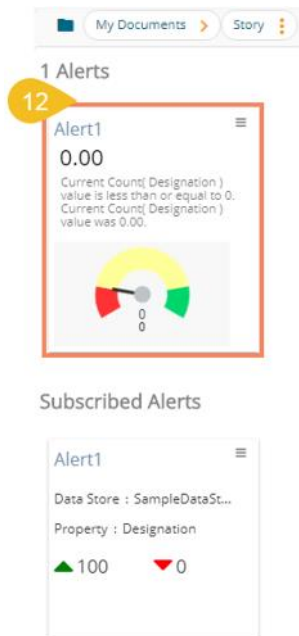 My Documents > Story
1 Alerts
12
Alert1
0.00
Current Count( Designation )
value is less than or equal to 0.
Current Count( Designation )
value was 0.00.
0
0
Subscribed Alerts
Alert1
Data Store : SampleDataSt...
Property : Designation
100 0